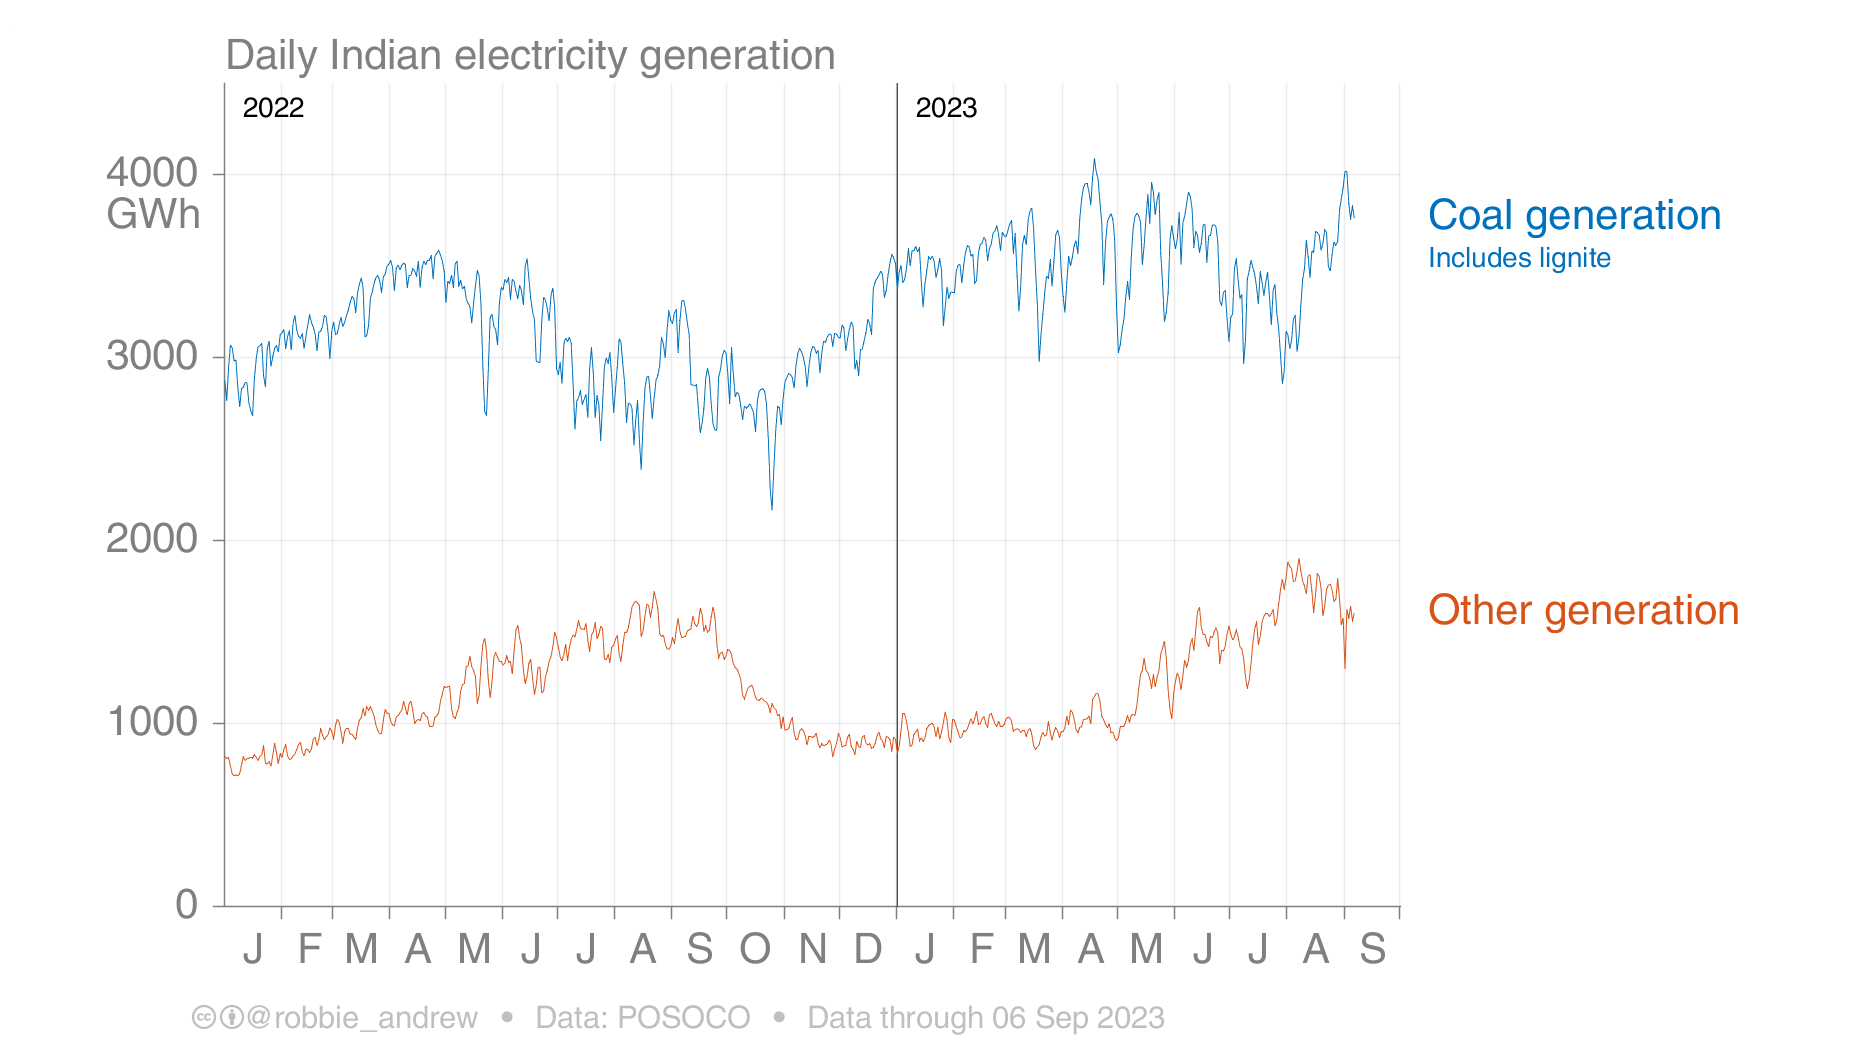 Daily Indian electricity generation
2022
2023
4000
GWh
3000
2000
1000
0
Coal generation
Includes lignite
Other generation
J F M A M J J A S O N D J F M A M J J A S
@robbie_andrew • Data: POSOCO • Data through 06 Sep 2023